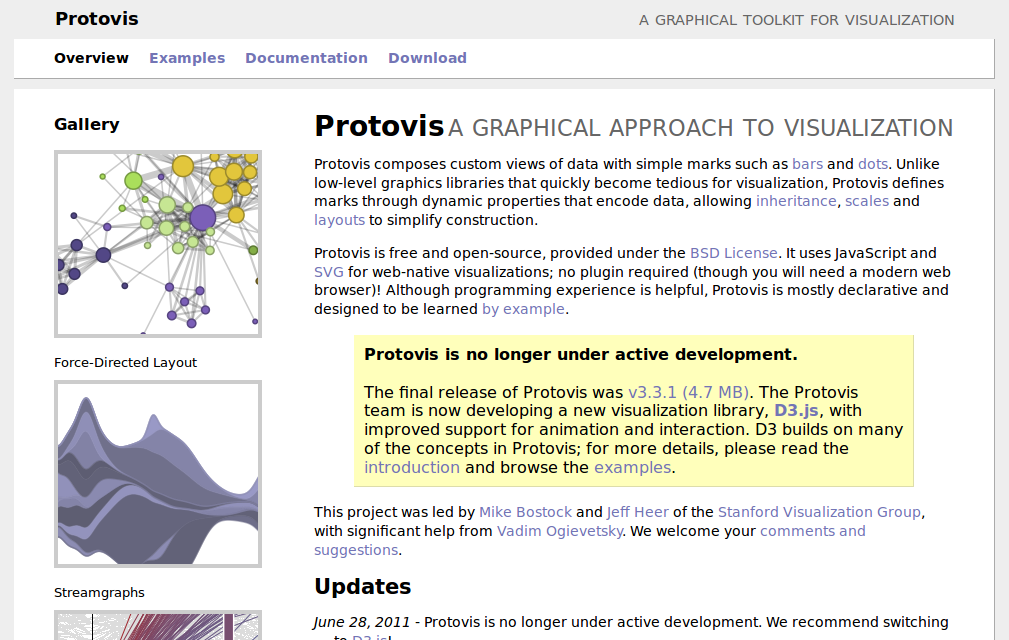 Protovis
A GRAPHICAL TOOLKIT FOR VISUALIZATION
Overview Examples Documentation Download
Gallery
Force-Directed Layout
Streamgraphs
Protovis A GRAPHICAL APPROACH TO VISUALIZATION
Protovis composes custom views of data with simple marks such as bars and dots. Unlike
low-level graphics libraries that quickly become tedious for visualization, Protovis defines
marks through dynamic properties that encode data, allowing inheritance, scales and
layouts to simplify construction.
Protovis is free and open-source, provided under the BSD License. It uses JavaScript and
SVG for web-native visualizations; no plugin required (though you will need a modern web
browser)! Although programming experience is helpful, Protovis is mostly declarative and
designed to be learned by example.
Protovis is no longer under active development.
The final release of Protovis was v3.3.1 (4.7 MB). The Protovis
team is now developing a new visualization library, D3.js, with
improved support for animation and interaction. D3 builds on many
of the concepts in Protovis; for more details, please read the
introduction and browse the examples.
This project was led by Mike Bostock and Jeff Heer of the Stanford Visualization Group,
with significant help from Vadim Ogievetsky. We welcome your comments and
suggestions.
Updates
June 28, 2011 - Protovis is no longer under active development. We recommend switching
to D3.js!